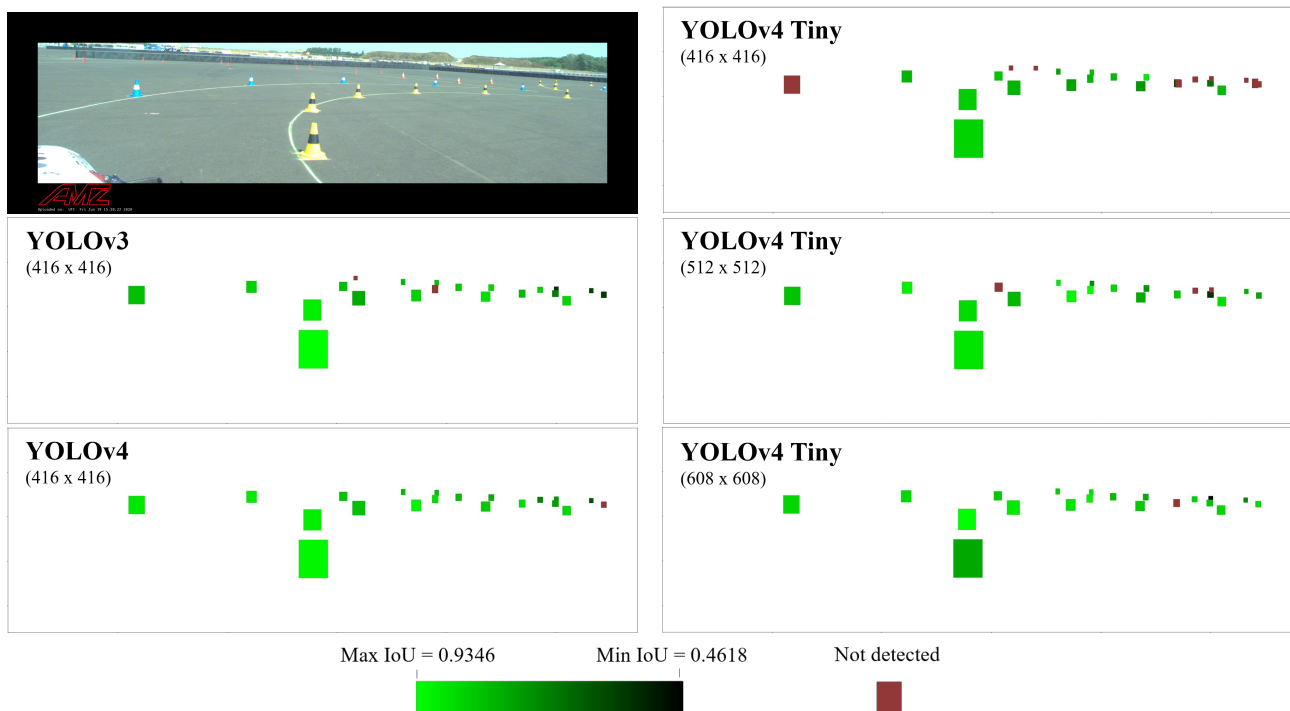 AMZ
YOLOv4 Tiny
(416 x 416)
YOLOv3
(416 x 416)
YOLOv4 Tiny
(512 x 512)
YOLOv4
(416 x 416)
YOLOv4 Tiny
(608 x 608)
Max IoU = 0.9346
Min IoU = 0.4618
Not detected